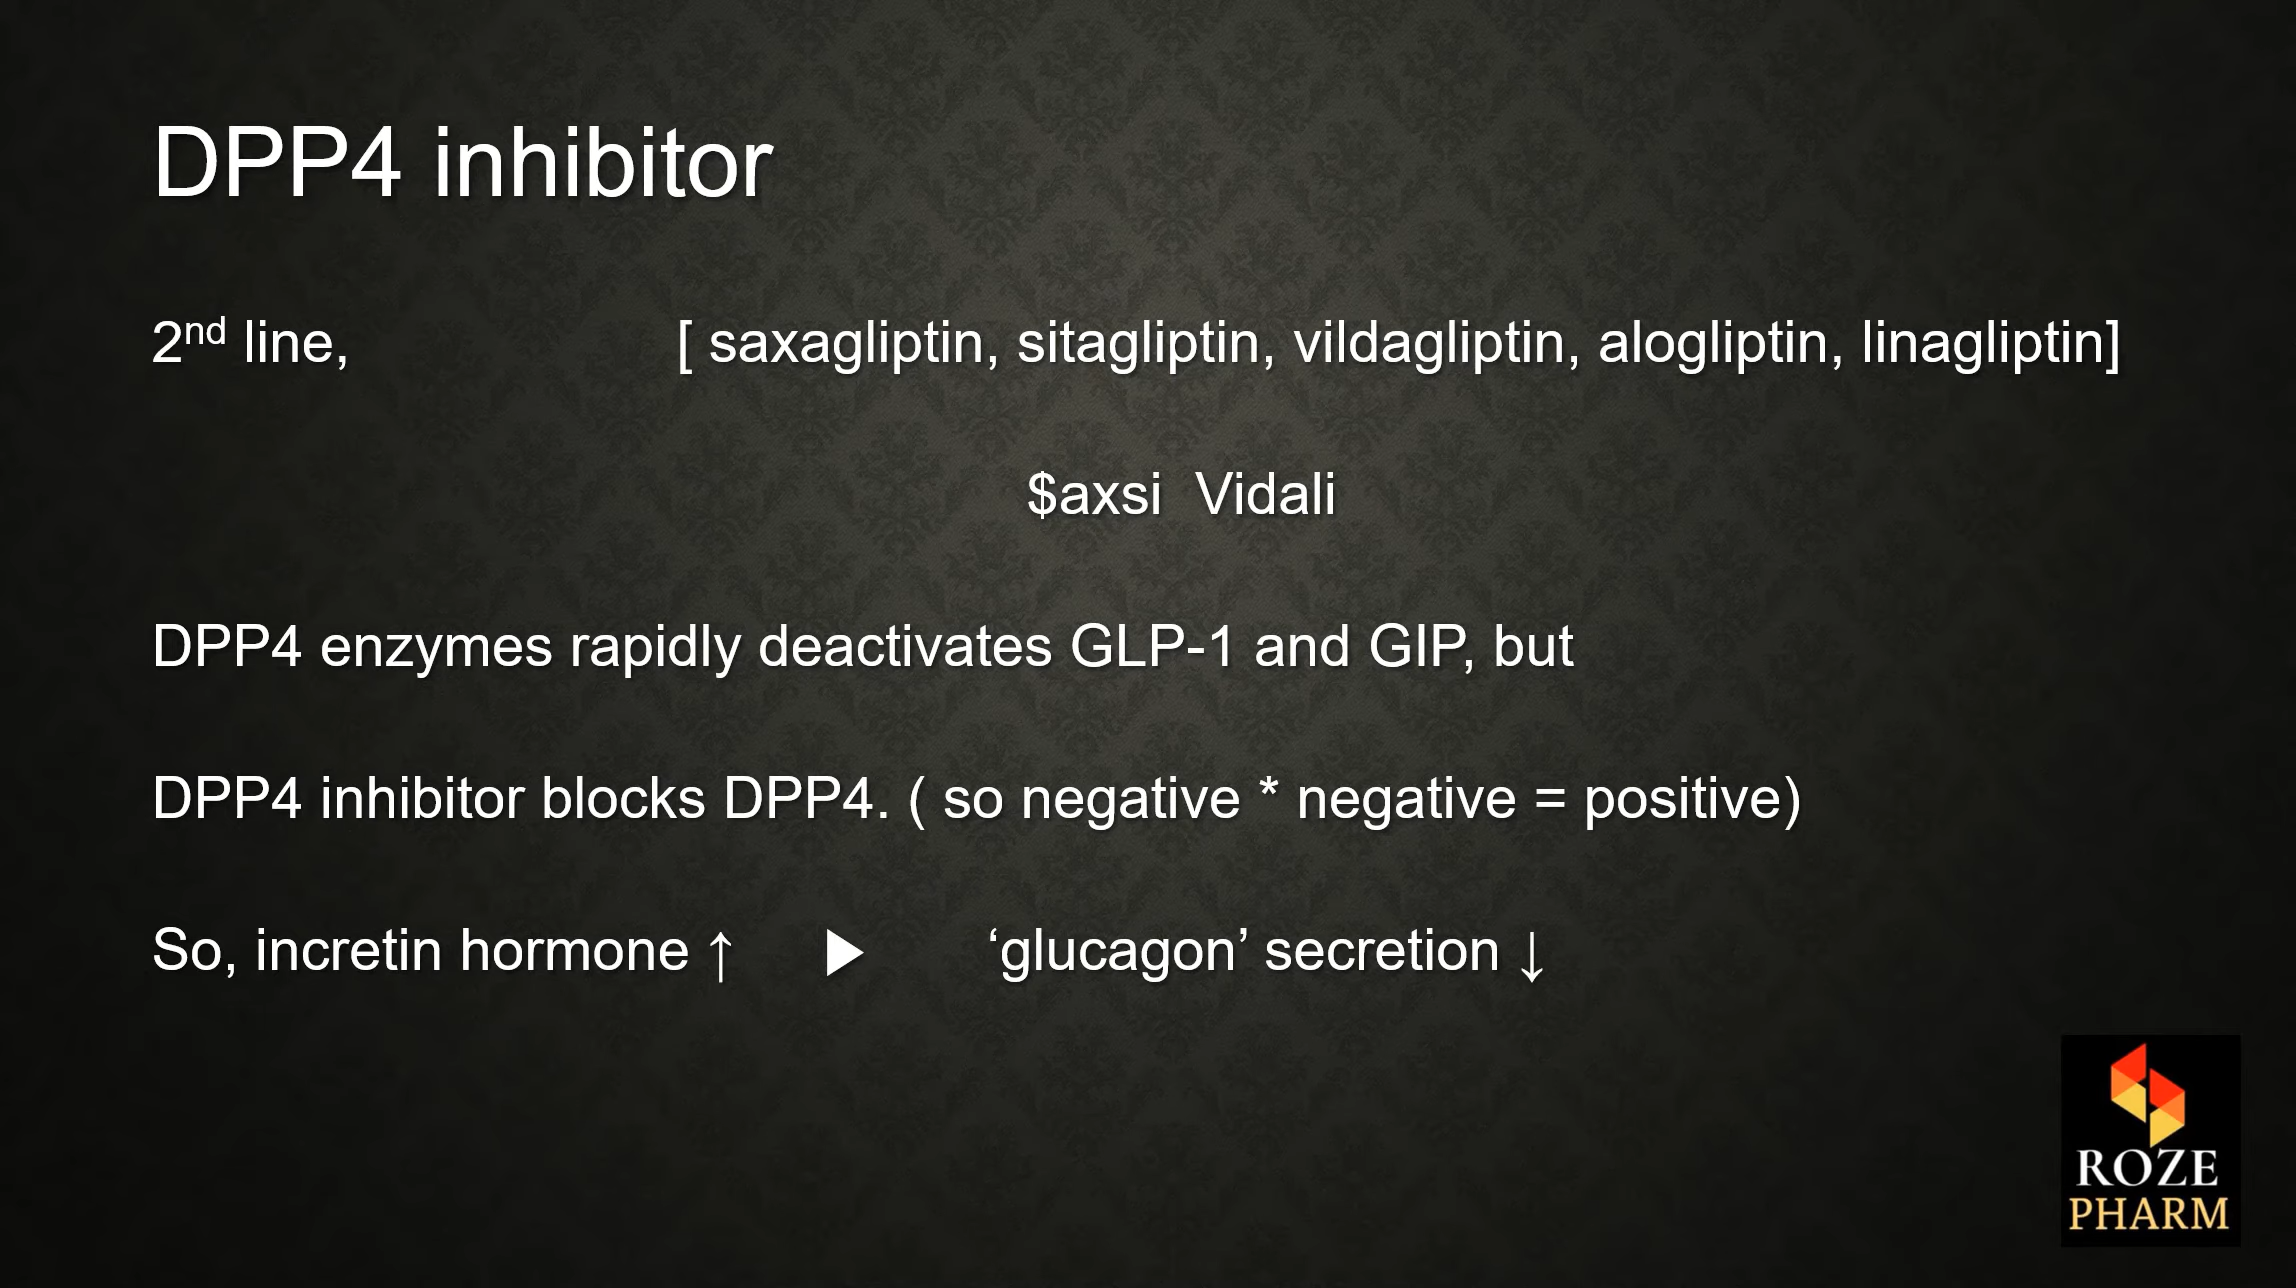 DPP4 inhibitor
2nd line, [ saxagliptin, sitagliptin, vildagliptin, alogliptin, linagliptin]
$axsi Vidali
DPP4 enzymes rapidly deactivates GLP-1 and GIP, but
DPP4 inhibitor blocks DPP4. ( so negative * negative = positive)
So, incretin hormone ↑ ▶ ‘glucagon’ secretion ↓
ROZE
PHARM